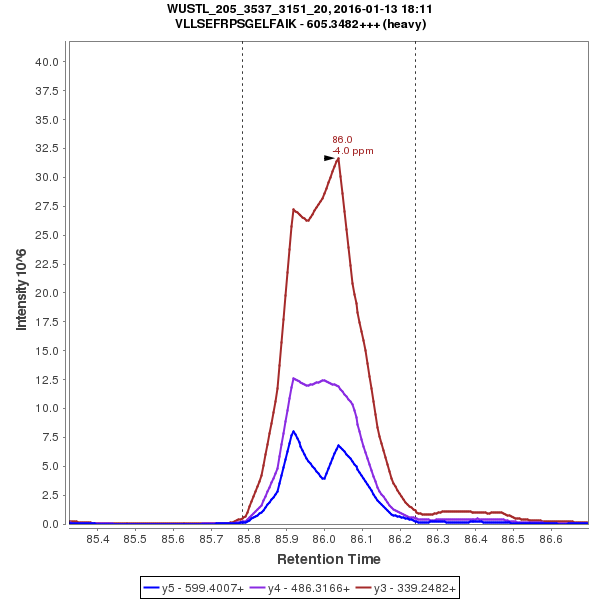 WUSTL_205_3537_3151_20, 2016-01-13 18:11
VLLSEFRPSGELFAIK - 605.3482+++ (heavy)
Intensity 10^6
40.0
37.5
35.0
32.5
30.0
27.5
25.0
22.5
20.0
17.5
15.0
12.5
10.0
7.5
5.0
2.5
0.0
86.0
-4.0 ppm
85.4 85.5 85.6 85.7 85.8 85.9 86.0 86.1 86.2 86.3 86.4 86.5 86.6
Retention Time
y5 - 599.4007+ y4 - 486.3166+ y3 - 339.2482+